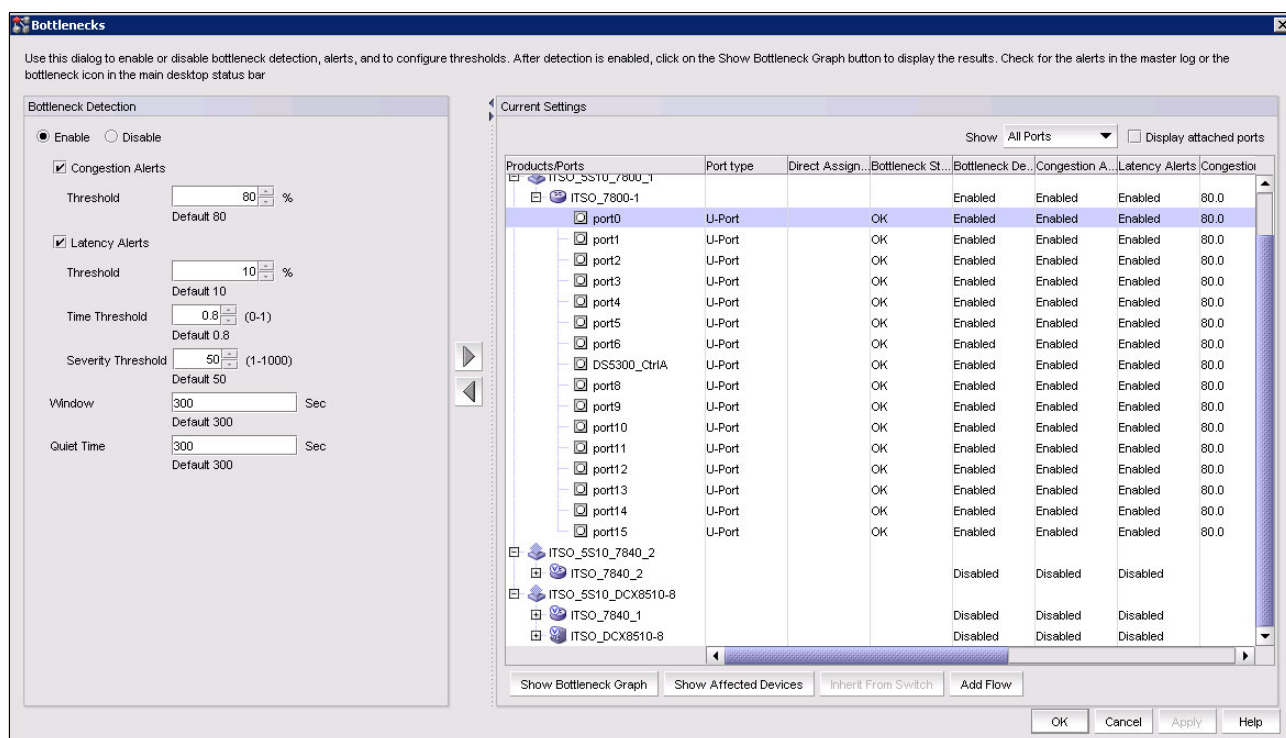 Bottlenecks
Use this dialog to enable or disable bottleneck detection, alerts, and to configure thresholds. After detection is enabled, click on the Show Bottleneck Graph button to display the results. Check for the alerts in the master log or the
bottleneck icon in the main desktop status bar
Bottleneck Detection
Enable Disable
Congestion Alerts
Threshold 80 %
Default 80
Latency Alerts
Threshold 10 %
Default 10
Time Threshold 0.8 (0-1)
Default 0.8
Severity Threshold 50 (1-1000)
Default 50
Window 300 Sec
Default 300
Quiet Time 300 Sec
Default 300
Current Settings
Show All Ports Display attached ports
Products/Ports Port type Direct Assign... Bottleneck St... Bottleneck De... Congestion A... Latency Alerts Congestion
ITSO_5S10_7800_1
ITSO_7800-1 Enabled Enabled Enabled 80.0
port0 U-Port OK Enabled Enabled Enabled 80.0
port1 U-Port OK Enabled Enabled Enabled 80.0
port2 U-Port OK Enabled Enabled Enabled 80.0
port3 U-Port OK Enabled Enabled Enabled 80.0
port4 U-Port OK Enabled Enabled Enabled 80.0
port5 U-Port OK Enabled Enabled Enabled 80.0
port6 U-Port OK Enabled Enabled Enabled 80.0
DS5300_CtrlA U-Port OK Enabled Enabled Enabled 80.0
port8 U-Port OK Enabled Enabled Enabled 80.0
port9 U-Port OK Enabled Enabled Enabled 80.0
port10 U-Port OK Enabled Enabled Enabled 80.0
port11 U-Port OK Enabled Enabled Enabled 80.0
port12 U-Port OK Enabled Enabled Enabled 80.0
port13 U-Port OK Enabled Enabled Enabled 80.0
port14 U-Port OK Enabled Enabled Enabled 80.0
port15 U-Port OK Enabled Enabled Enabled 80.0
ITSO_5S10_7840_2
ITSO_7840_2 Disabled Disabled Disabled
ITSO_5S10_DCX8510-8
ITSO_7840_1 Disabled Disabled Disabled
ITSO_DCX8510-8 Disabled Disabled Disabled
Show Bottleneck Graph Show Affected Devices Inherit From Switch Add Flow
OK Cancel Apply Help